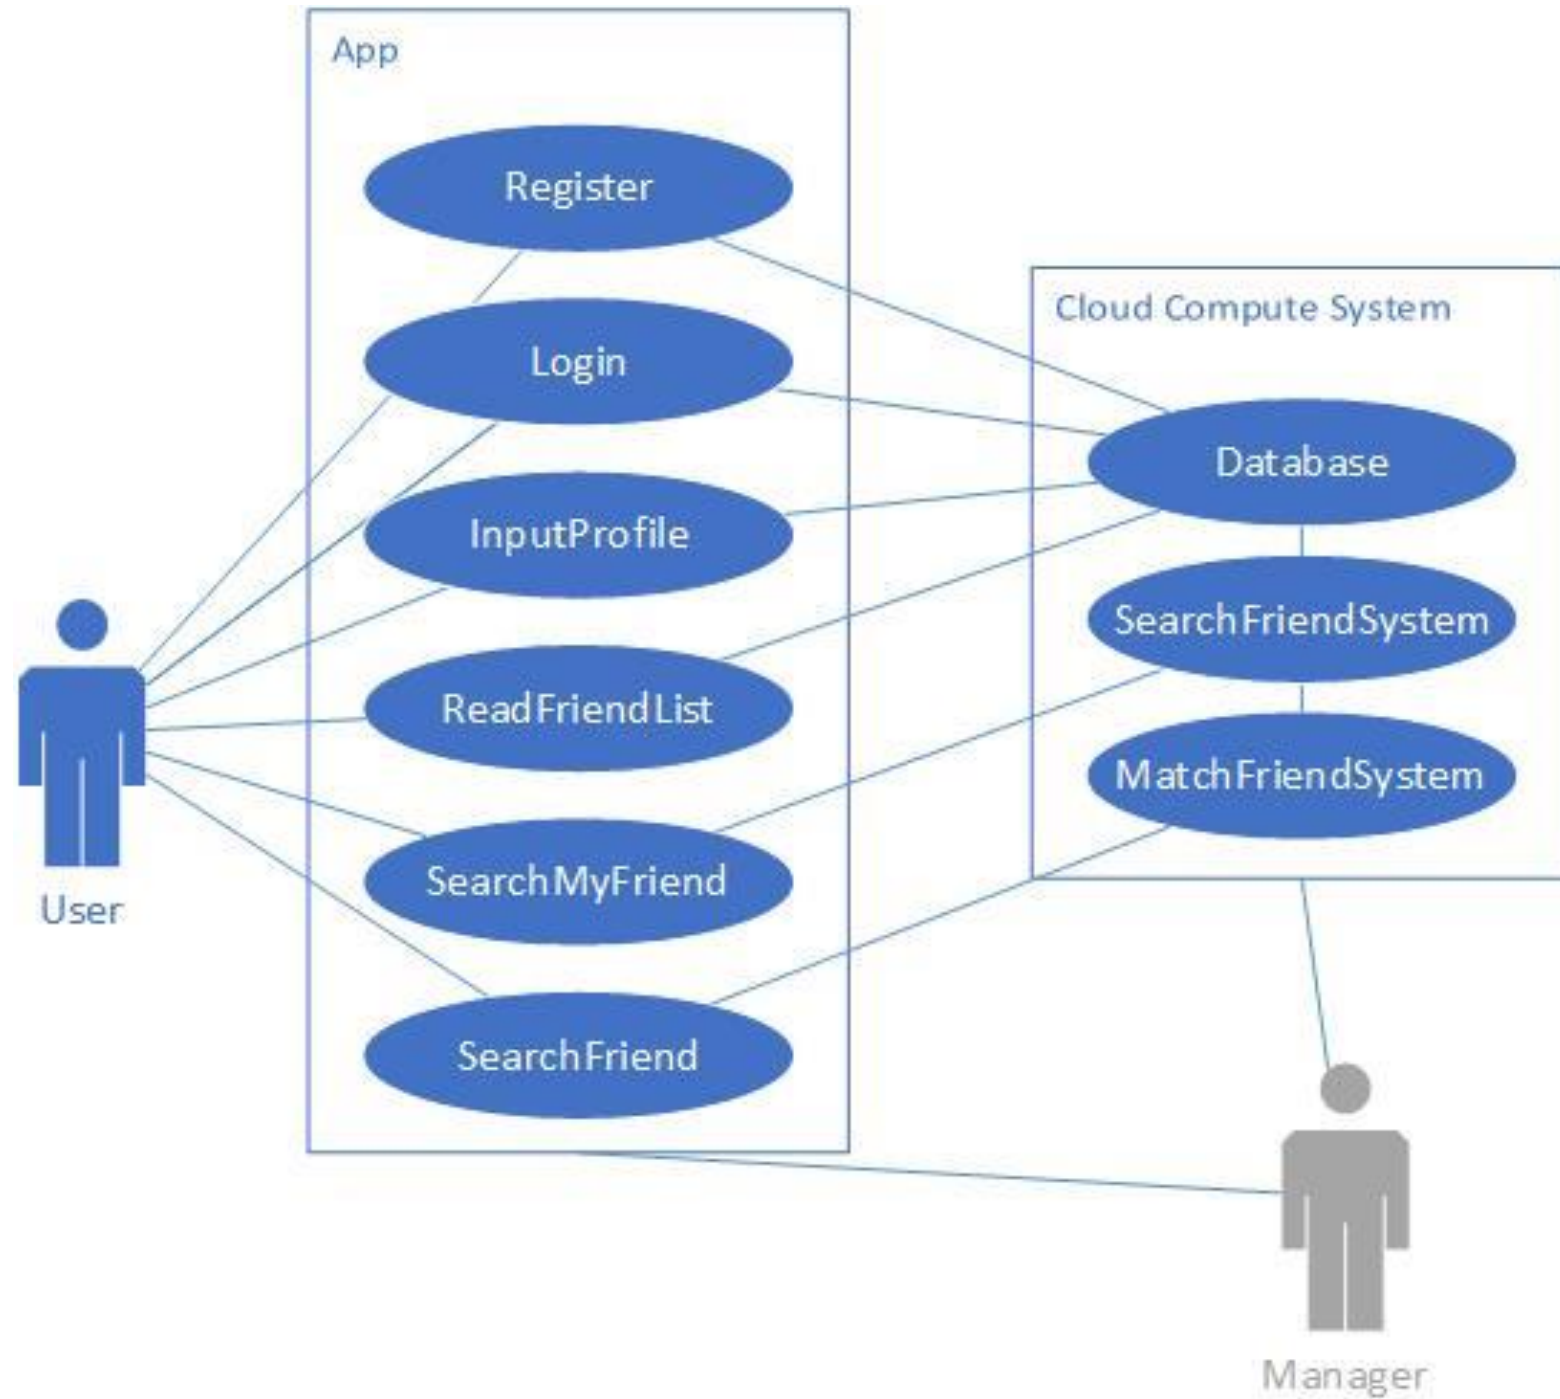 App
Register
Login
InputProfile
ReadFriendList
SearchMyFriend
SearchFriend
Cloud Compute System
Database
SearchFriendSystem
MatchFriendSystem
User
Manager